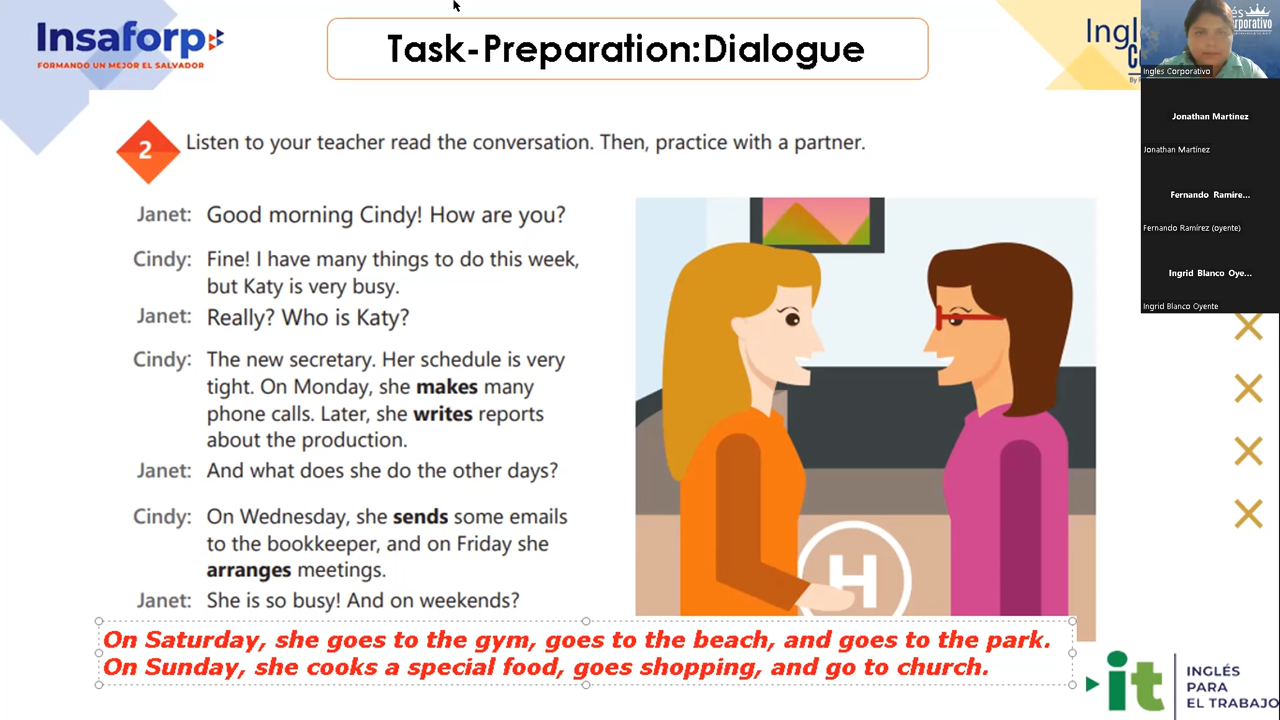 Insaforp
FORMANDO UN MEJOR EL SALVADOR
Task-Preparation:Dialogue
Ingl
By
Corporativo
Ingles Corporativo
Jonathan Martinez
Jonathan Martínez
Fernando Ramíre...
Fernando Ramírez (oyente)
Ingrid Blanco Oye...
Ingrid Blanco Oyente
2
Listen to your teacher read the conversation. Then, practice with a partner.
Janet: Good morning Cindy! How are you?
Cindy: Fine! I have many things to do this week,
but Katy is very busy.
Janet: Really? Who is Katy?
Cindy: The new secretary. Her schedule is very
tight. On Monday, she makes many
phone calls. Later, she writes reports
about the production.
Janet: And what does she do the other days?
Cindy: On Wednesday, she sends some emails
to the bookkeeper, and on Friday she
arranges meetings.
Janet: She is so busy! And on weekends?
H
On Saturday, she goes to the gym, goes to the beach, and goes to the park.
On Sunday, she cooks a special food, goes shopping, and go to church.
it
INGLÉS
PARA
EL TRABAJO